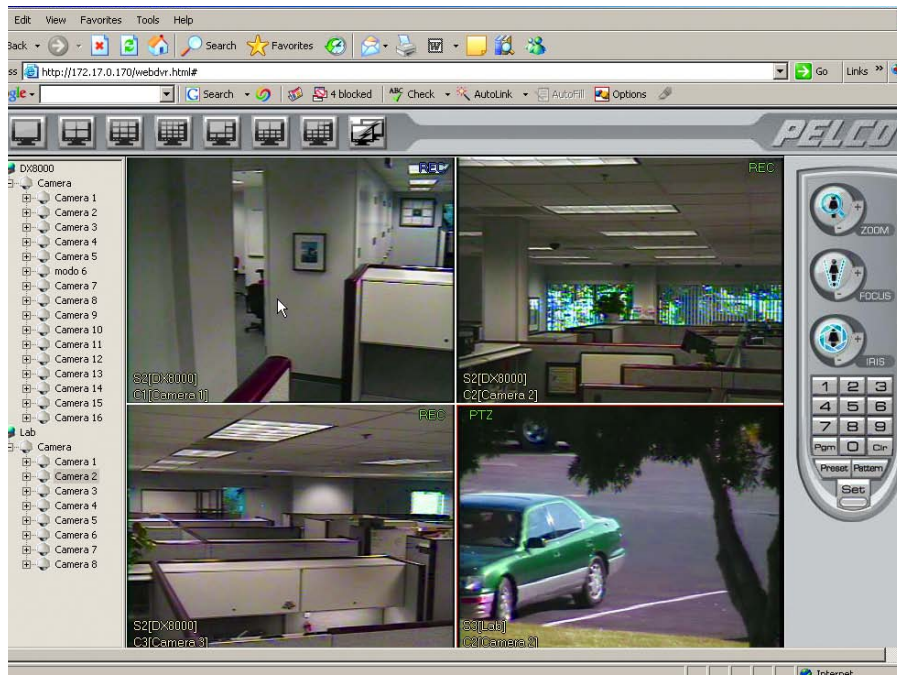 Edit View Favorites Tools Help
Back Search Favorites
ss http://172.17.0.170/webdvr.html# Go Links »
gle Search 4 blocked ABC Check AutoLink AutoFill Options
PELCO
DX8000
Camera
Camera 1
Camera 2
Camera 3
Camera 4
Camera 5
modo 6
Camera 7
Camera 8
Camera 9
Camera 10
Camera 11
Camera 12
Camera 13
Camera 14
Camera 15
Camera 16
Lab
Camera
Camera 1
Camera 2
Camera 3
Camera 4
Camera 5
Camera 6
Camera 7
Camera 8
REC
S2[DX8000]
C1[Camera 1]
REC
S2[DX8000]
C2[Camera 2]
REC
S2[DX8000]
C3[Camera 3]
PTZ
S3[Lab]
C2[Camera 2]
ZOOM
FOCUS
IRIS
1 2 3
4 5 6
7 8 9
Pgm 0 Clr
Preset Pattern
Set
Internet